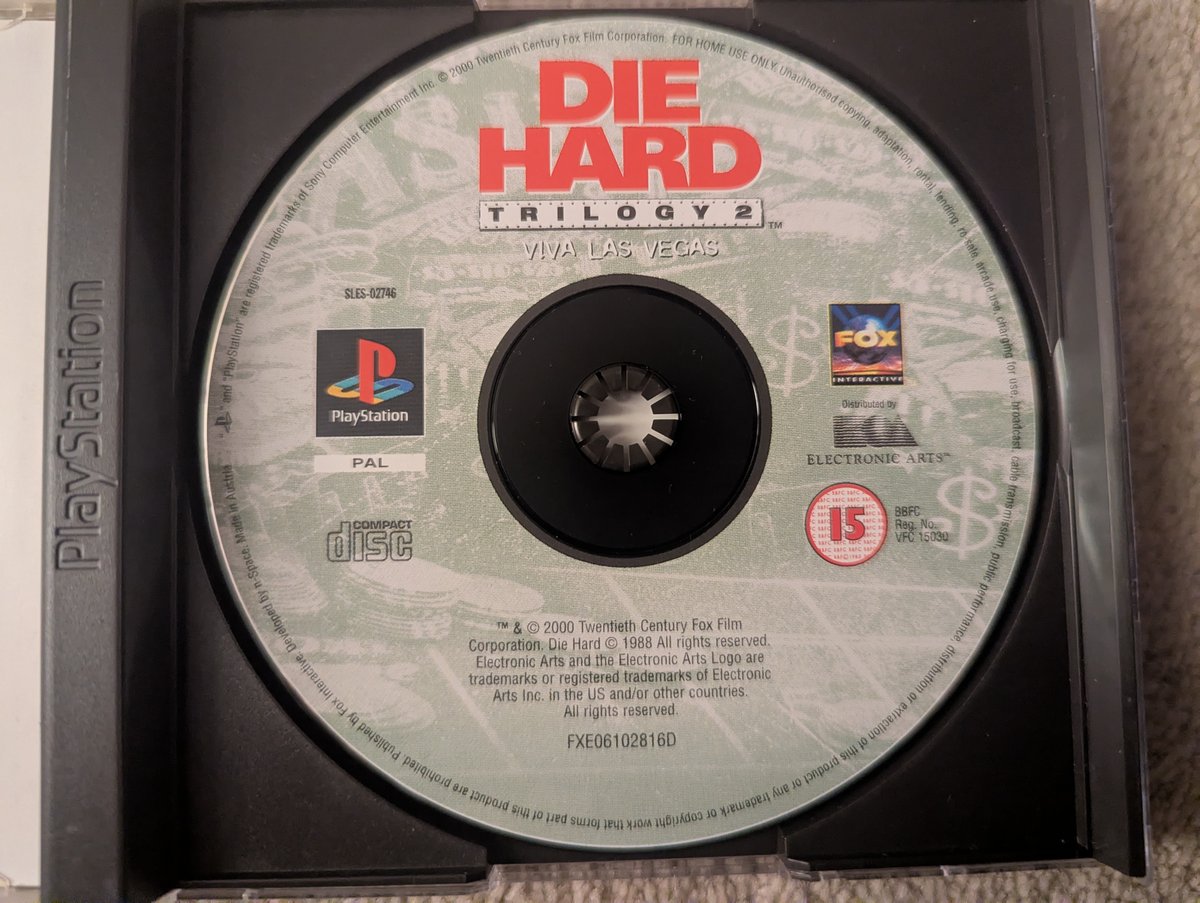 PlayStation
DIE
HARD
TRILOGY 2 ™
VIVA LAS VEGAS
SLES-02746
PlayStation
PAL
COMPACT
disc
FOX
INTERACTIVE
Distributed by
EA
ELECTRONIC ARTS™
15
BBFC
Reg. No.
VFC 15030
™ & © 2000 Twentieth Century Fox Film
Corporation. Die Hard © 1988 All rights reserved.
Electronic Arts and the Electronic Arts Logo are
trademarks or registered trademarks of Electronic
Arts Inc. in the US and/or other countries.
All rights reserved.
FXE06102816D
and "PlayStation" are registered trademarks of Sony Computer Entertainment Inc. © 2000 Twentieth Century Fox Film Corporation. FOR HOME USE ONLY. Unauthorised copying, adaptation, rental, lending, re sale, arcade use, charging for use, broadcast, cable transmission, public performance, distribution or extraction of this product or any trademark or copyright work that forms part of this product are prohibited. Published by Fox Interactive. Developed by n-Space. Made in Austria